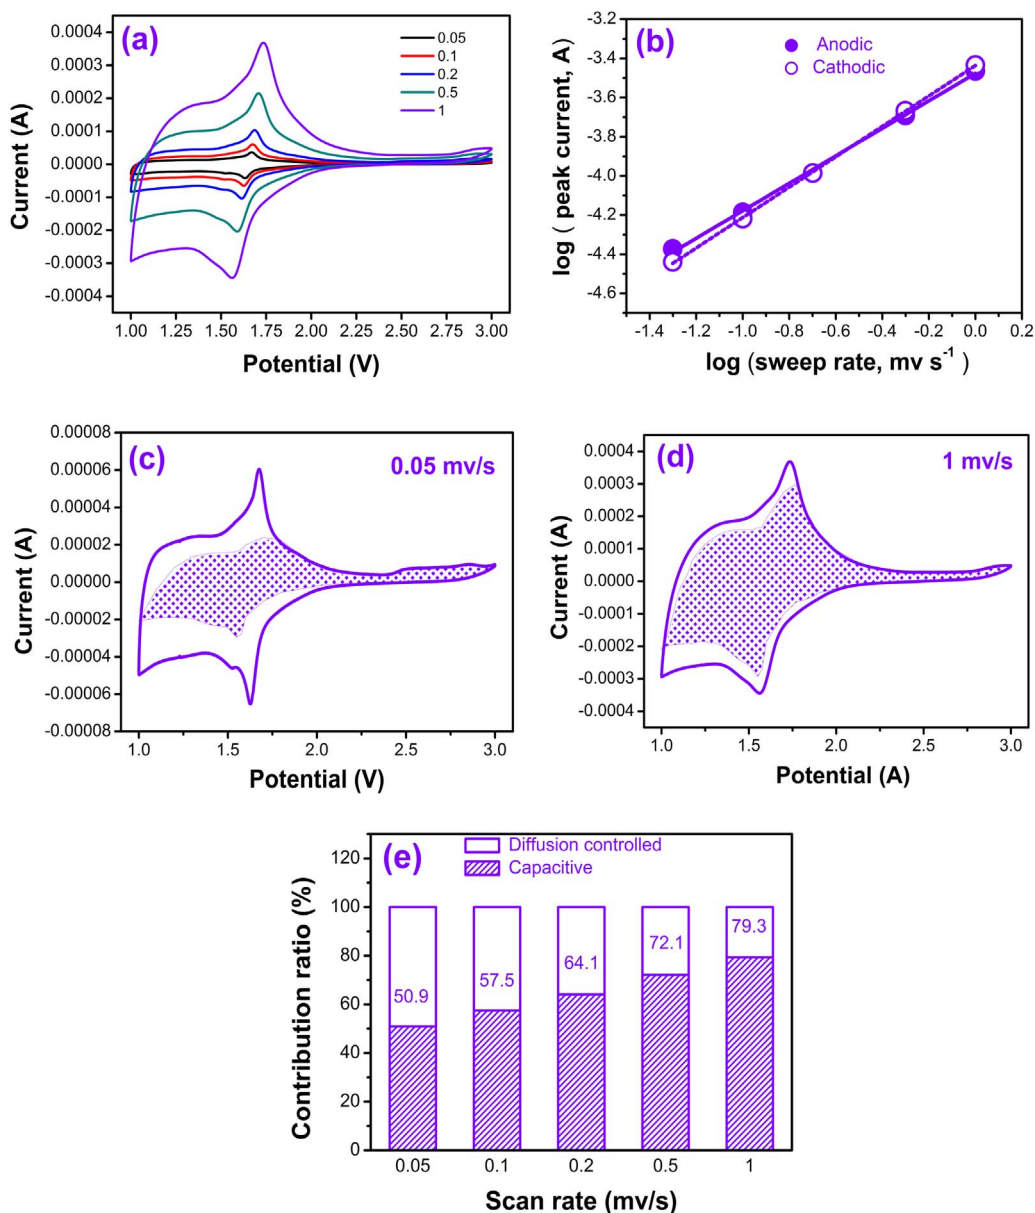 (a)
0.0004
0.0003
0.0002
0.0001
0.0000
-0.0001
-0.0002
-0.0003
-0.0004
Current (A)
0.05
0.1
0.2
0.5
1
1.00 1.25 1.50 1.75 2.00 2.25 2.50 2.75 3.00
Potential (V)
(b)
-3.2
-3.4
-3.6
-3.8
-4.0
-4.2
-4.4
-4.6
log ( peak current, A)
Anodic
Cathodic
-1.4 -1.2 -1.0 -0.8 -0.6 -0.4 -0.2 0.0 0.2
log (sweep rate, mv s⁻¹ )
(c)
0.05 mv/s
0.00008
0.00006
0.00004
0.00002
0.00000
-0.00002
-0.00004
-0.00006
-0.00008
Current (A)
1.0 1.5 2.0 2.5 3.0
Potential (V)
(d)
1 mv/s
0.0004
0.0003
0.0002
0.0001
0.0000
-0.0001
-0.0002
-0.0003
-0.0004
Current (A)
1.0 1.5 2.0 2.5 3.0
Potential (A)
(e)
Diffusion controlled
Capacitive
120
100
80
60
40
20
0
Contribution ratio (%)
50.9 57.5 64.1 72.1 79.3
0.05 0.1 0.2 0.5 1
Scan rate (mv/s)